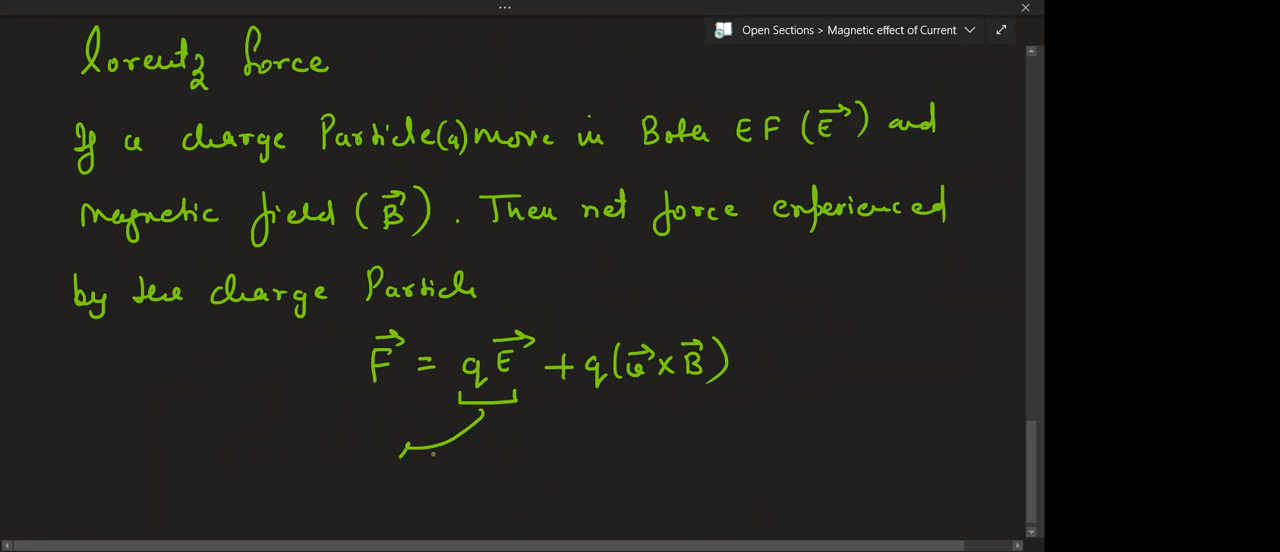 Open Sections > Magnetic effect of Current
lorentz force
If a charge Particle(q) move in Both EF (E⃗) and
magnetic field (B⃗). Then net force experienced
by the charge Particle
F⃗ = qE⃗ + q(v⃗ × B⃗)